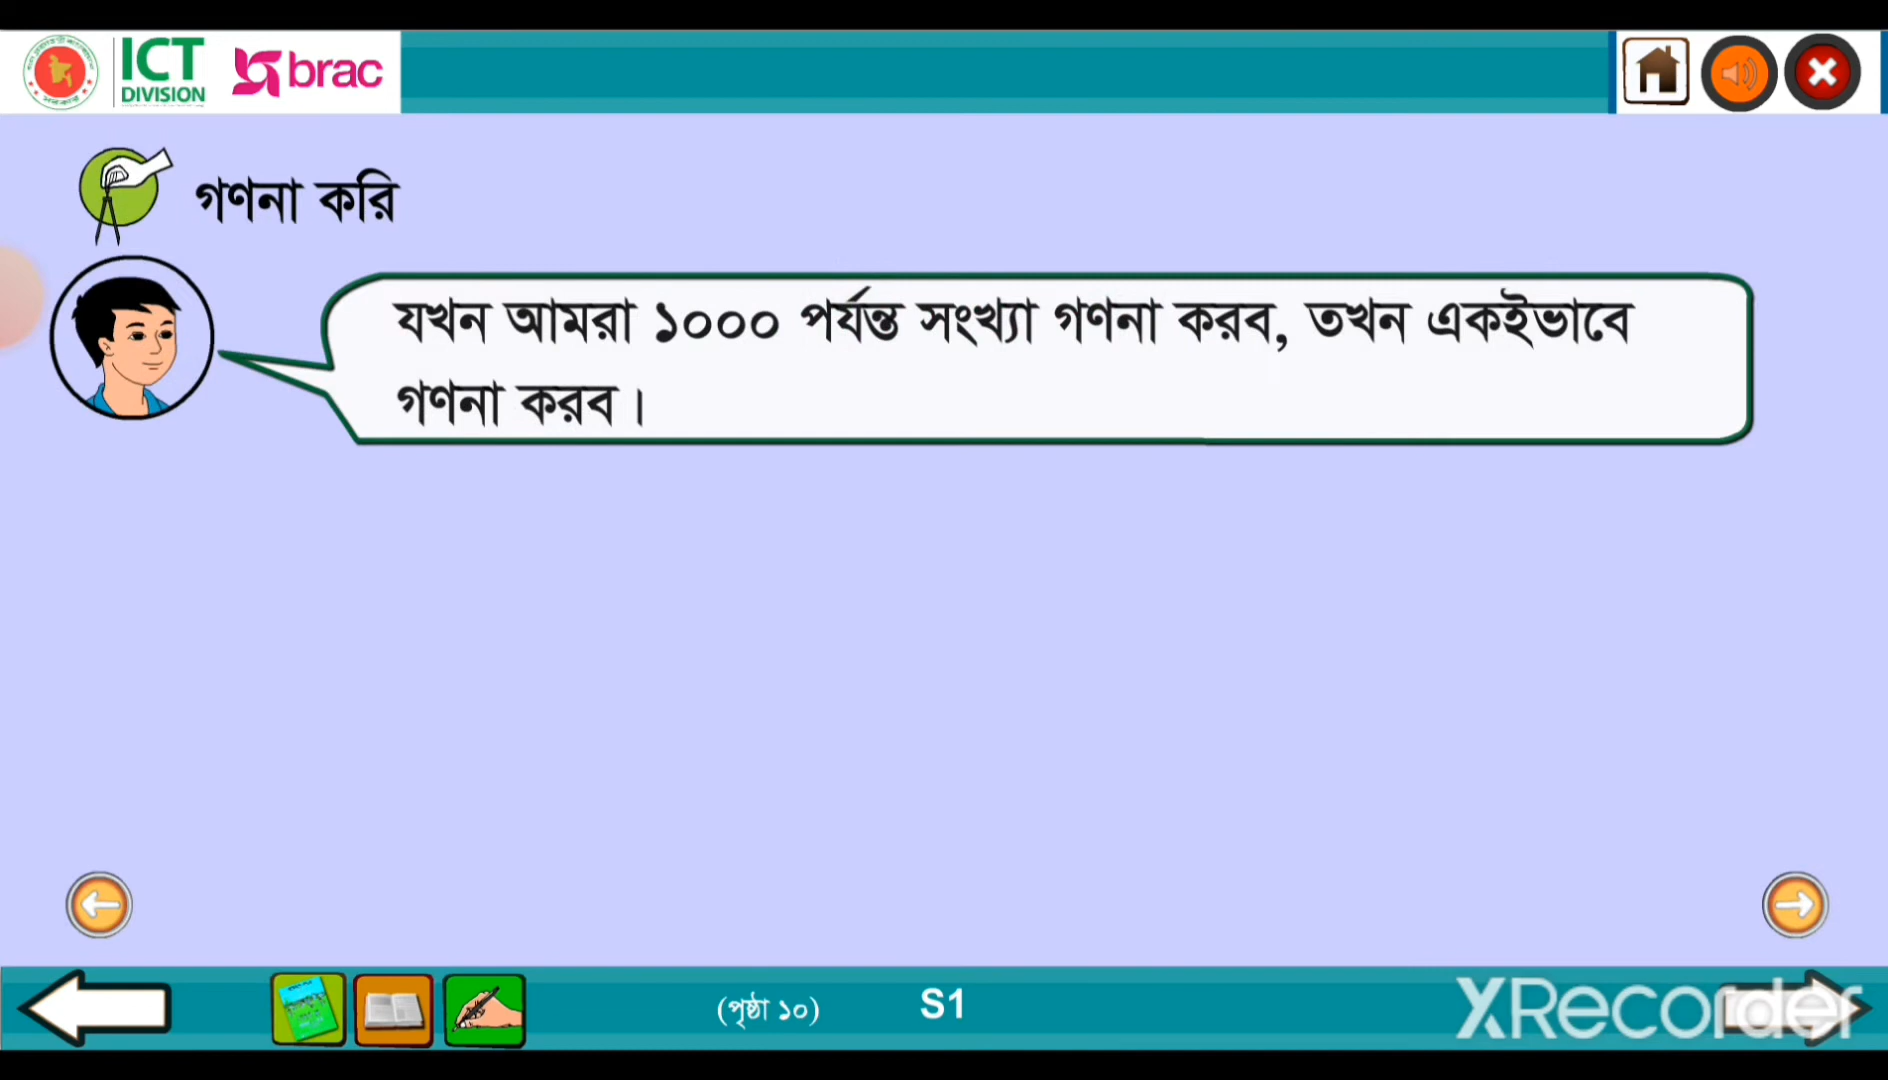 ICT
DIVISION
brac
গণনা করি
যখন আমরা ১০০০ পর্যন্ত সংখ্যা গণনা করব, তখন একইভাবে
গণনা করব।
(পৃষ্ঠা ১০)
S1
XRecorder